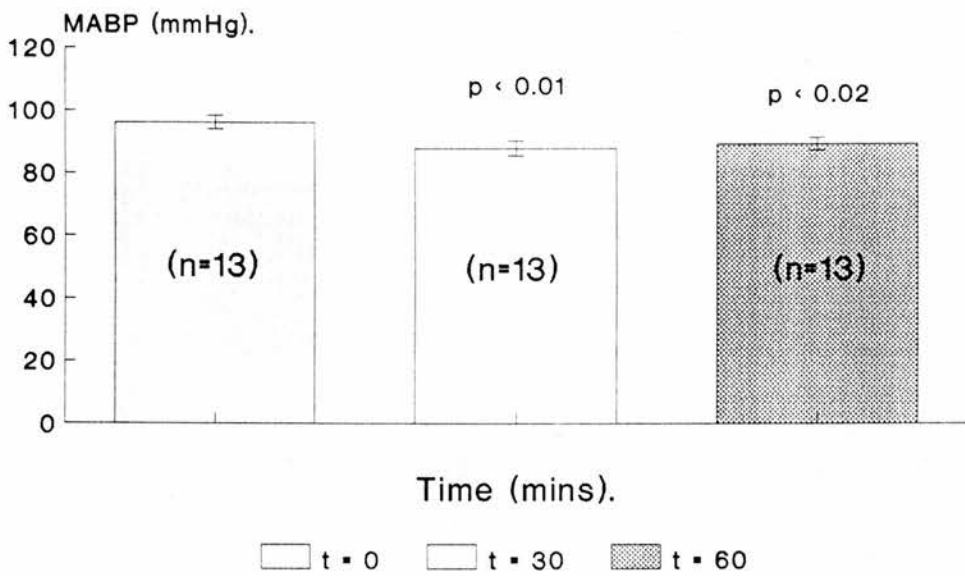 MABP (mmHg).
120
100
80
60
40
20
0
p < 0.01
p < 0.02
(n=13)
(n=13)
(n=13)
Time (mins).
t = 0
t = 30
t = 60